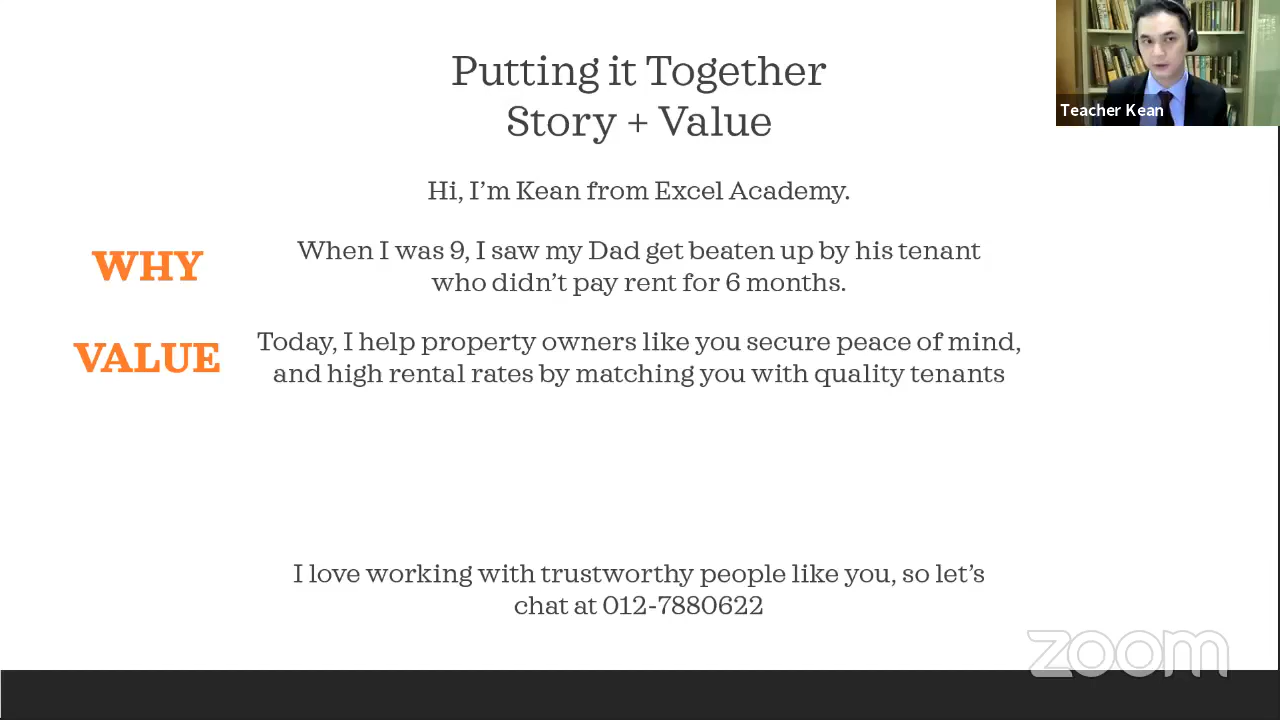 Putting it Together
Story + Value
Teacher Kean
Hi, I'm Kean from Excel Academy.
WHY
When I was 9, I saw my Dad get beaten up by his tenant
who didn't pay rent for 6 months.
VALUE
Today, I help property owners like you secure peace of mind,
and high rental rates by matching you with quality tenants
I love working with trustworthy people like you, so let's
chat at 012-7880622
zoom